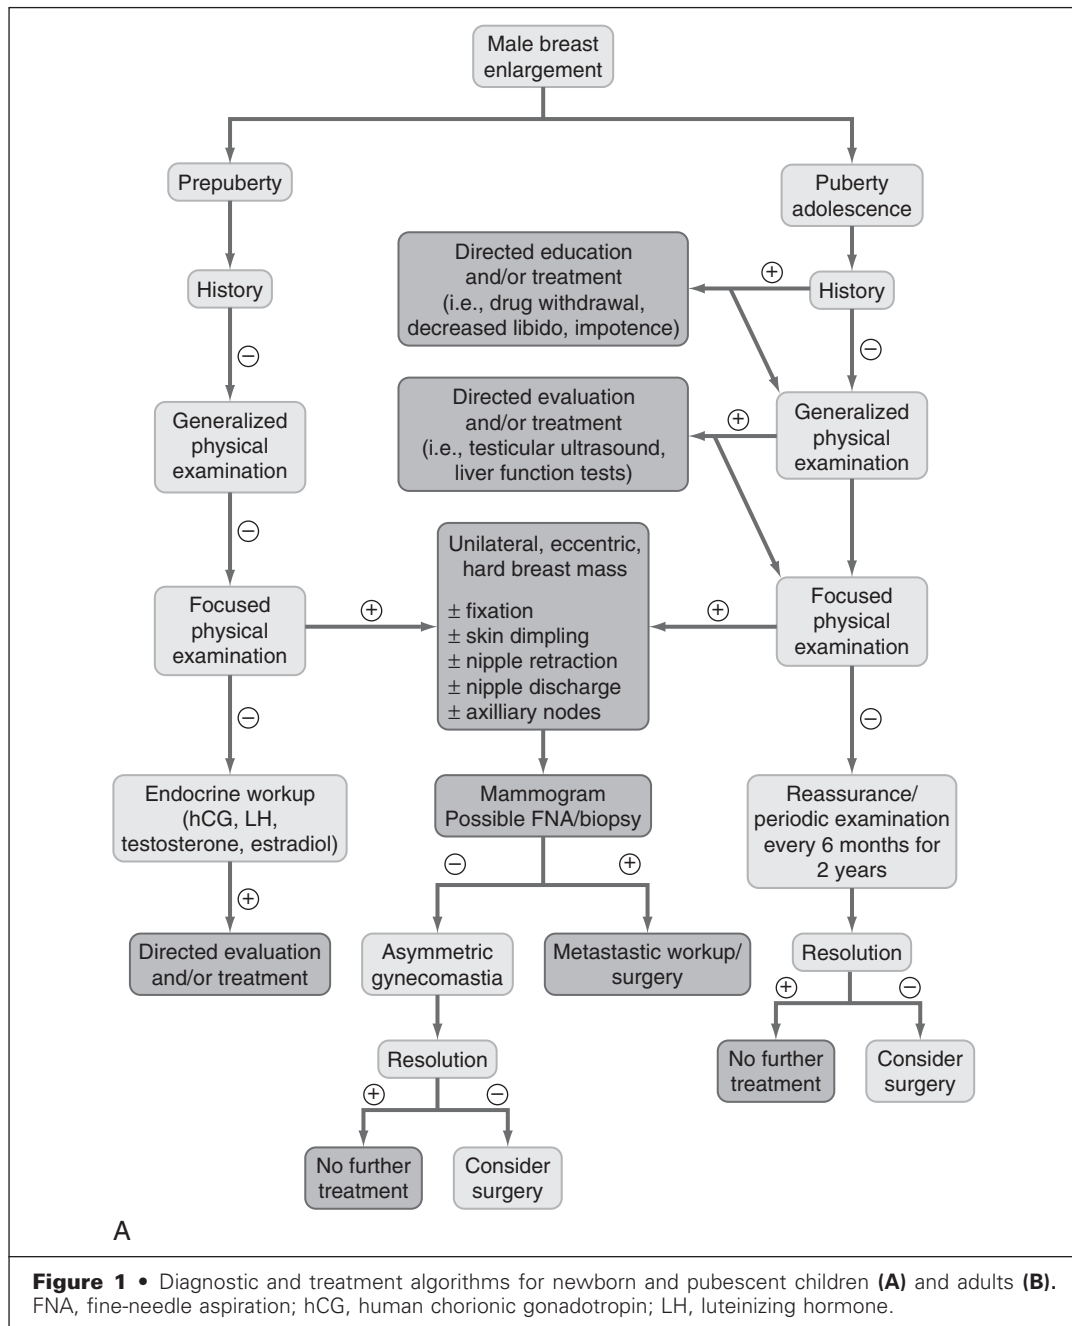 Male breast
enlargement
Prepuberty
Puberty
adolescence
History
Directed education
and/or treatment
(i.e., drug withdrawal,
decreased libido, impotence)
+
History
−
−
Generalized
physical
examination
Directed evaluation
and/or treatment
(i.e., testicular ultrasound,
liver function tests)
+
Generalized
physical
examination
−
Focused
physical
examination
+
Unilateral, eccentric,
hard breast mass
± fixation
± skin dimpling
± nipple retraction
± nipple discharge
± axilliary nodes
+
Focused
physical
examination
−
−
Endocrine workup
(hCG, LH,
testosterone, estradiol)
Mammogram
Possible FNA/biopsy
Reassurance/
periodic examination
every 6 months for
2 years
+
−
+
Directed evaluation
and/or treatment
Asymmetric
gynecomastia
Metastastic workup/
surgery
Resolution
+
−
Resolution
No further
treatment
Consider
surgery
+
−
No further
treatment
Consider
surgery
A
Figure 1 • Diagnostic and treatment algorithms for newborn and pubescent children (A) and adults (B).
FNA, fine-needle aspiration; hCG, human chorionic gonadotropin; LH, luteinizing hormone.